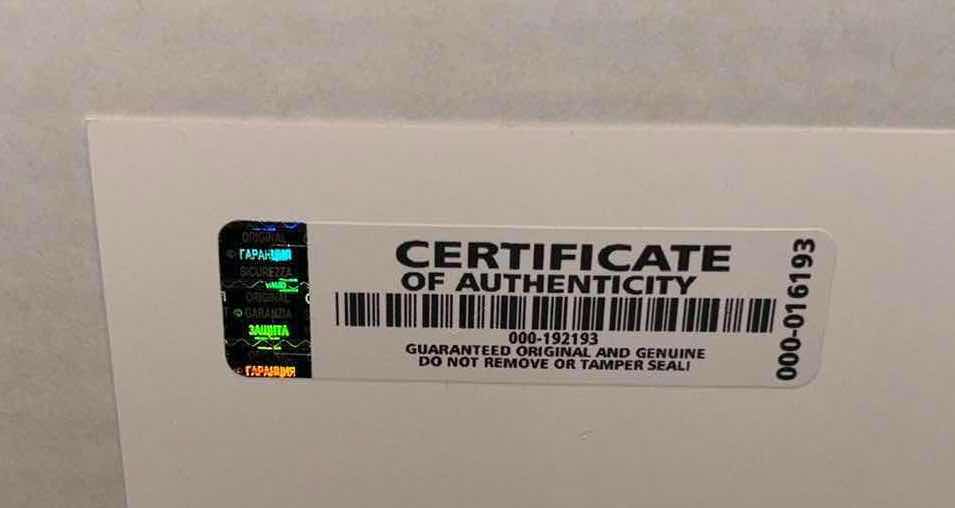 ORIGINAL
© ГАРАНЦИЯ
SICUREZZA
VALID
ORIGINAL
© GARANZIA
ЗАЩИТА
© ГАРАНЦИЯ
CERTIFICATE
OF AUTHENTICITY
000-192193
GUARANTEED ORIGINAL AND GENUINE
DO NOT REMOVE OR TAMPER SEAL!
000-016193